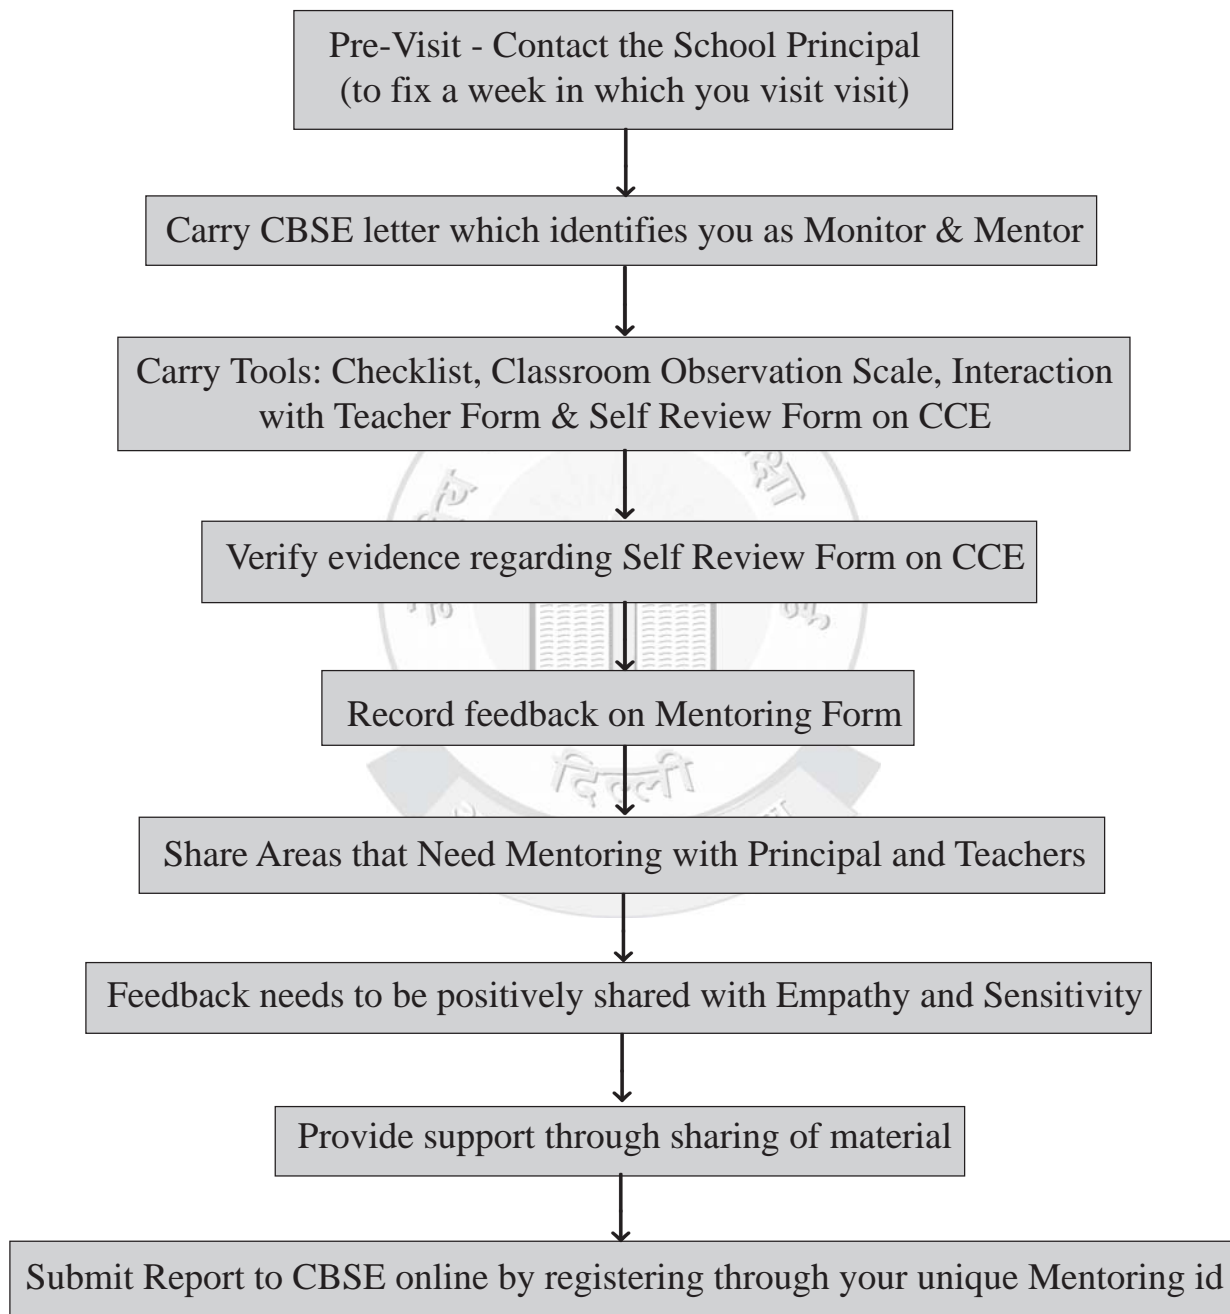 Pre-Visit - Contact the School Principal
(to fix a week in which you visit visit)
Carry CBSE letter which identifies you as Monitor & Mentor
Carry Tools: Checklist, Classroom Observation Scale, Interaction
with Teacher Form & Self Review Form on CCE
Verify evidence regarding Self Review Form on CCE
Record feedback on Mentoring Form
दिल्ली
Share Areas that Need Mentoring with Principal and Teachers
Feedback needs to be positively shared with Empathy and Sensitivity
Provide support through sharing of material
Submit Report to CBSE online by registering through your unique Mentoring id